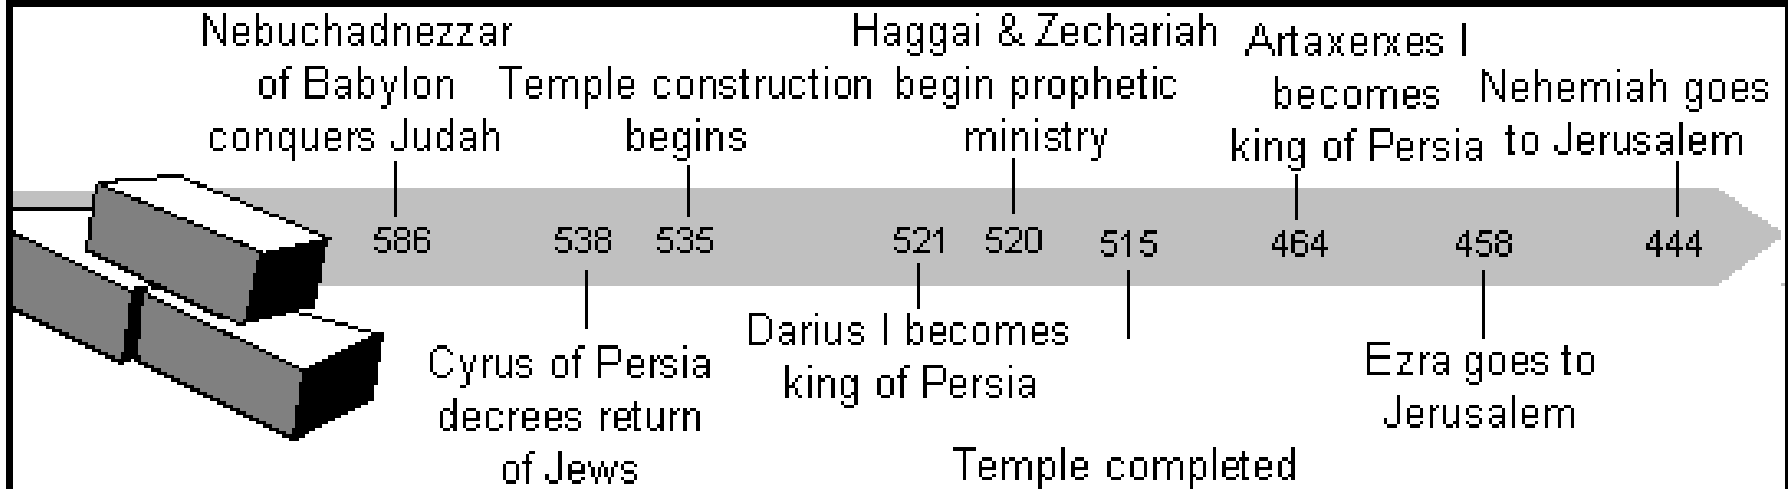 Nebuchadnezzar
of Babylon
conquers Judah
Temple construction
begins
Haggai & Zechariah
begin prophetic
ministry
Artaxerxes I
becomes
king of Persia
Nehemiah goes
to Jerusalem
586 538 535 521 520 515 464 458 444
Cyrus of Persia
decrees return
of Jews
Darius I becomes
king of Persia
Temple completed
Ezra goes to
Jerusalem